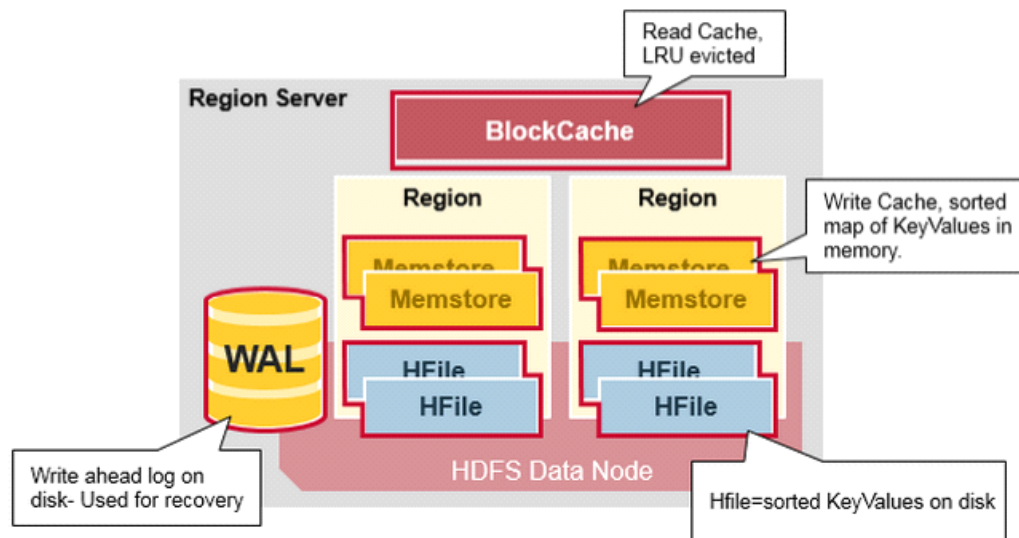 Read Cache,
LRU evicted
Region Server
BlockCache
Region
Region
Write Cache, sorted
map of KeyValues in
memory.
Memstore
Memstore
Memstore
Memstore
WAL
HFile
HFile
HFile
HFile
HDFS Data Node
Write ahead log on
disk- Used for recovery
Hfile=sorted KeyValues on disk